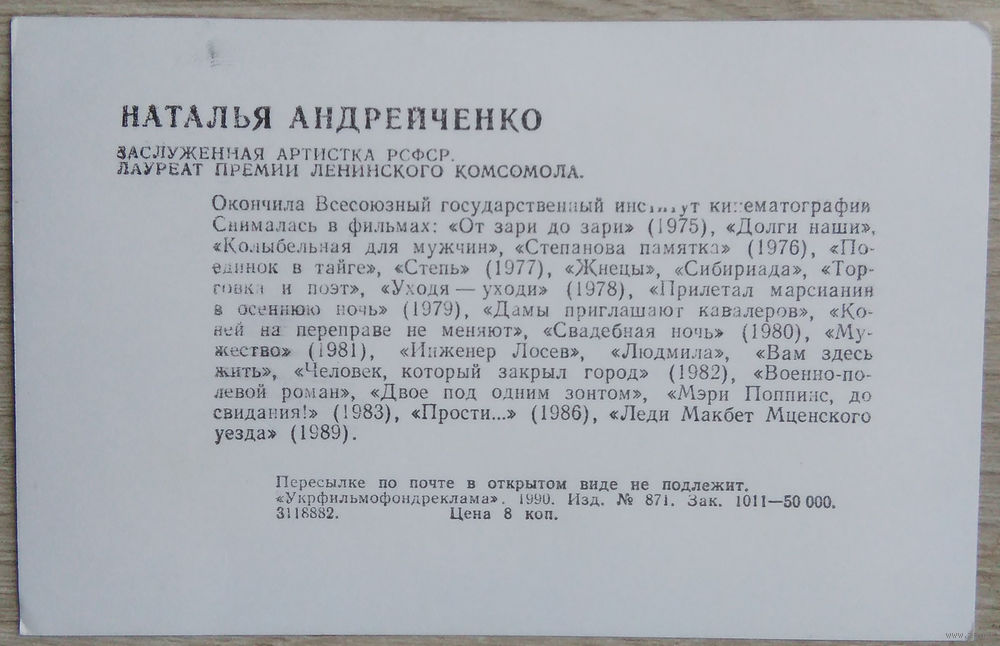 НАТАЛЬЯ АНДРЕЙЧЕНКО
ЗАСЛУЖЕННАЯ АРТИСТКА РСФСР.
ЛАУРЕАТ ПРЕМИИ ЛЕНИНСКОГО КОМСОМОЛА.
Окончила Всесоюзный государственный институт кинематографии
Снималась в фильмах: «От зари до зари» (1975), «Долги наши»,
«Колыбельная для мужчин», «Степанова памятка» (1976), «По-
единок в тайге», «Степь» (1977), «Жнецы», «Сибириада», «Тор-
говка и поэт», «Уходя — уходи» (1978), «Прилетал марсианин
в осеннюю ночь» (1979), «Дамы приглашают кавалеров», «Ко-
ней на переправе не меняют», «Свадебная ночь» (1980), «Му-
жество» (1981), «Инженер Лосев», «Людмила», «Вам здесь
жить», «Человек, который закрыл город» (1982), «Военно-по-
левой роман», «Двое под одним зонтом», «Мэри Поппинс, до
свидания!» (1983), «Прости...» (1986), «Леди Макбет Мценского
уезда» (1989).
Пересылке по почте в открытом виде не подлежит.
«Укрфильмофондреклама». 1990. Изд. № 871. Зак. 1011—50 000.
3118882. Цена 8 коп.